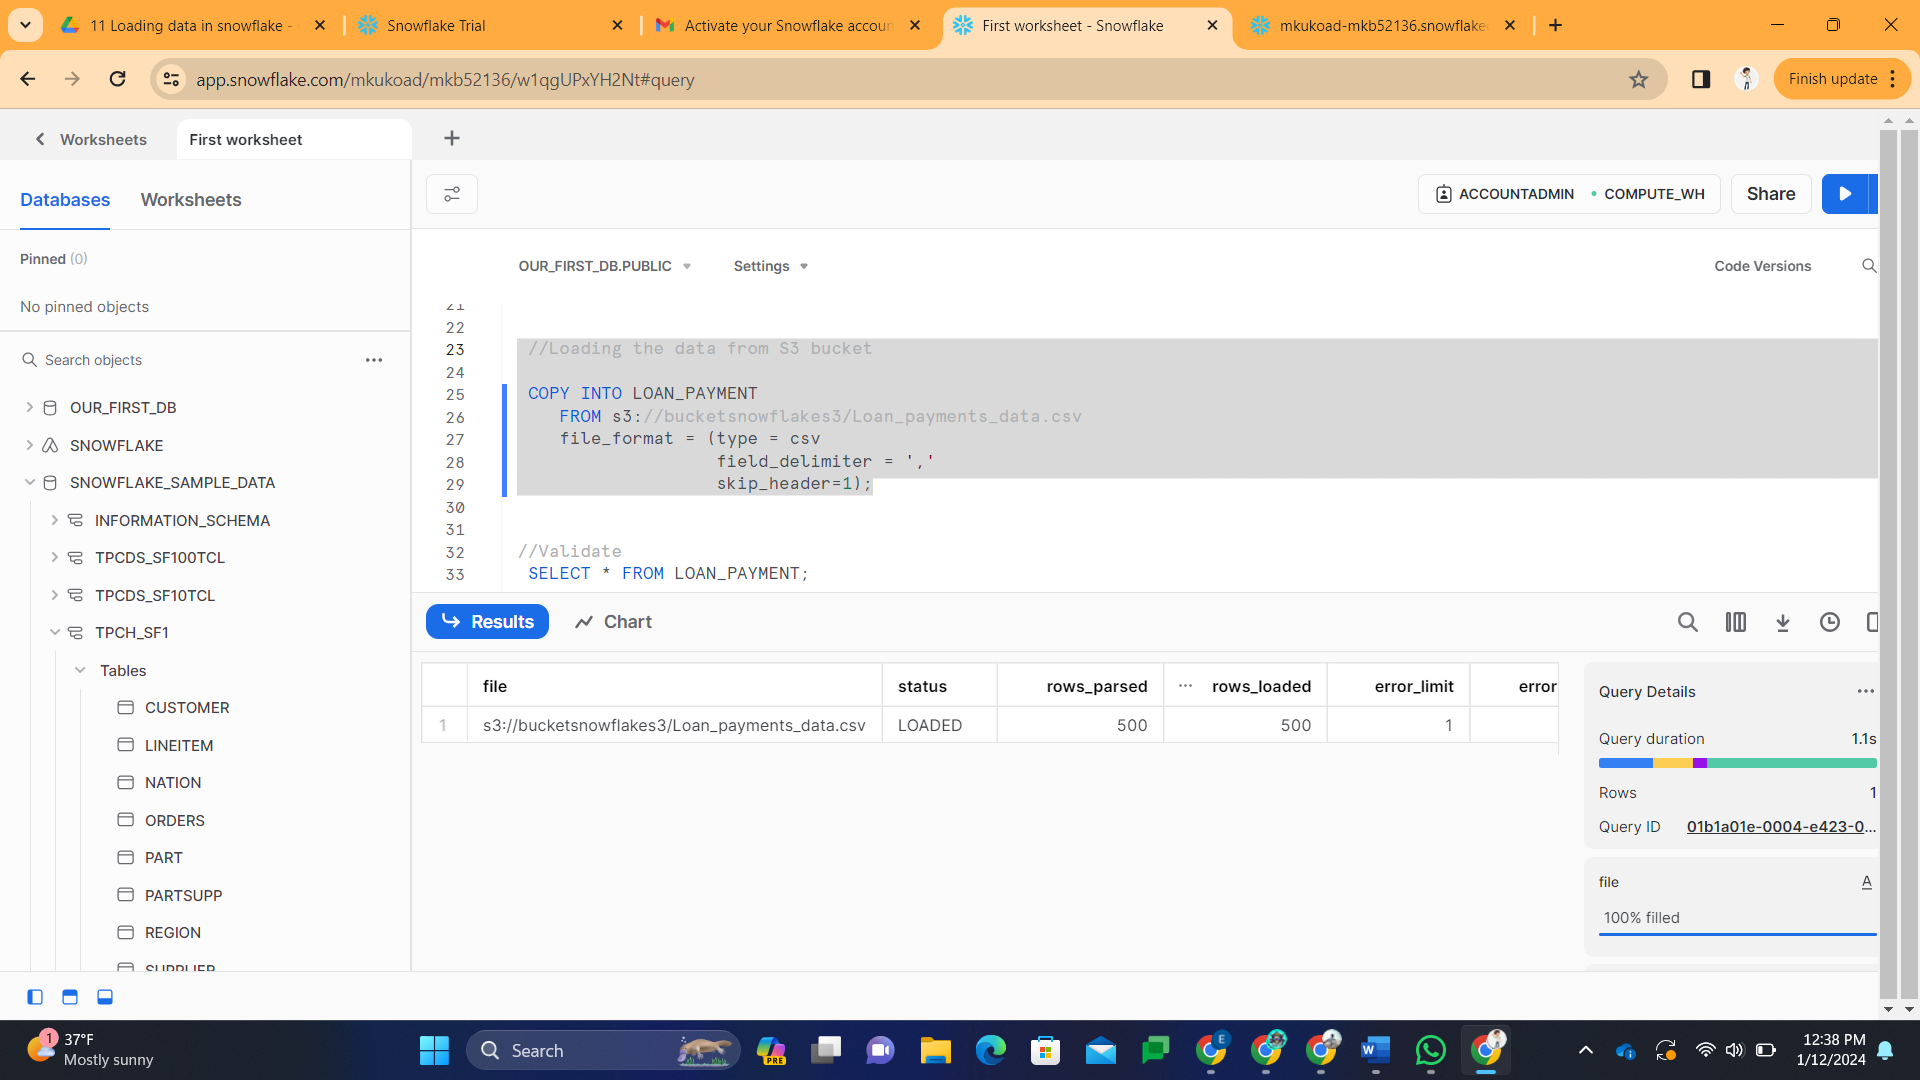 11 Loading data in snowflake -
Snowflake Trial
Activate your Snowflake accoun
First worksheet - Snowflake
mkukoad-mkb52136.snowflake
app.snowflake.com/mkukoad/mkb52136/w1qgUPxYH2Nt#query
Finish update
Worksheets
First worksheet
Databases
Worksheets
ACCOUNTADMIN
COMPUTE_WH
Share
Pinned (0)
No pinned objects
OUR_FIRST_DB.PUBLIC
Settings
Code Versions
Search objects
OUR_FIRST_DB
SNOWFLAKE
SNOWFLAKE_SAMPLE_DATA
INFORMATION_SCHEMA
TPCDS_SF100TCL
TPCDS_SF10TCL
TPCH_SF1
Tables
CUSTOMER
LINEITEM
NATION
ORDERS
PART
PARTSUPP
REGION
SUPPLIER
21
22
23 //Loading the data from S3 bucket
24
25 COPY INTO LOAN_PAYMENT
26 FROM s3://bucketsnowflakes3/Loan_payments_data.csv
27 file_format = (type = csv
28 field_delimiter = ','
29 skip_header=1);
30
31
32 //Validate
33 SELECT * FROM LOAN_PAYMENT;
Results
Chart
file status rows_parsed ... rows_loaded error_limit error
1 s3://bucketsnowflakes3/Loan_payments_data.csv LOADED 500 500 1
Query Details
Query duration 1.1s
Rows 1
Query ID 01b1a01e-0004-e423-0...
file A
100% filled
1
37°F
Mostly sunny
Search
PRE
E
12:38 PM
1/12/2024